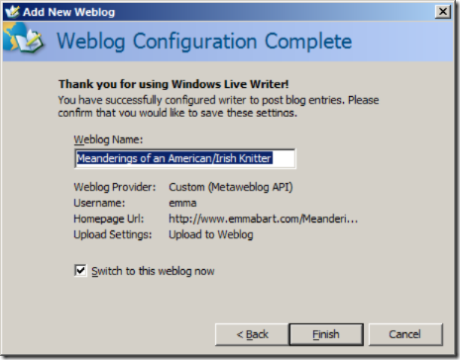 Add New Weblog
Weblog Configuration Complete
Thank you for using Windows Live Writer!
You have successfully configured writer to post blog entries. Please
confirm that you would like to save these settings.
Weblog Name:
Meanderings of an American/Irish Knitter
Weblog Provider: Custom (Metaweblog API)
Username: emma
Homepage Url: http://www.emmabart.com/Meanderi...
Upload Settings: Upload to Weblog
Switch to this weblog now
< Back Finish Cancel